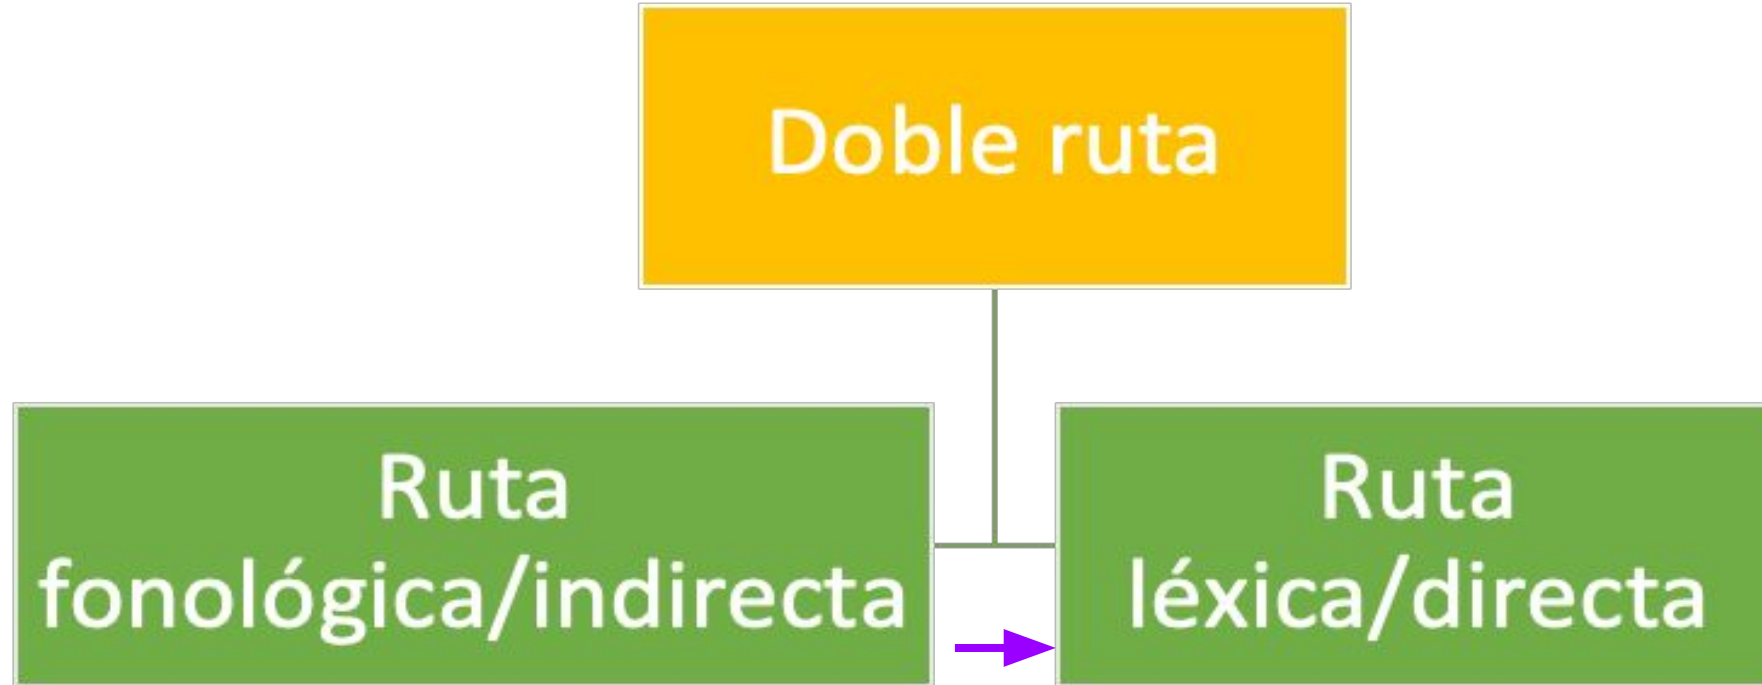 Doble ruta
Ruta
fonológica/indirecta
Ruta
léxica/directa